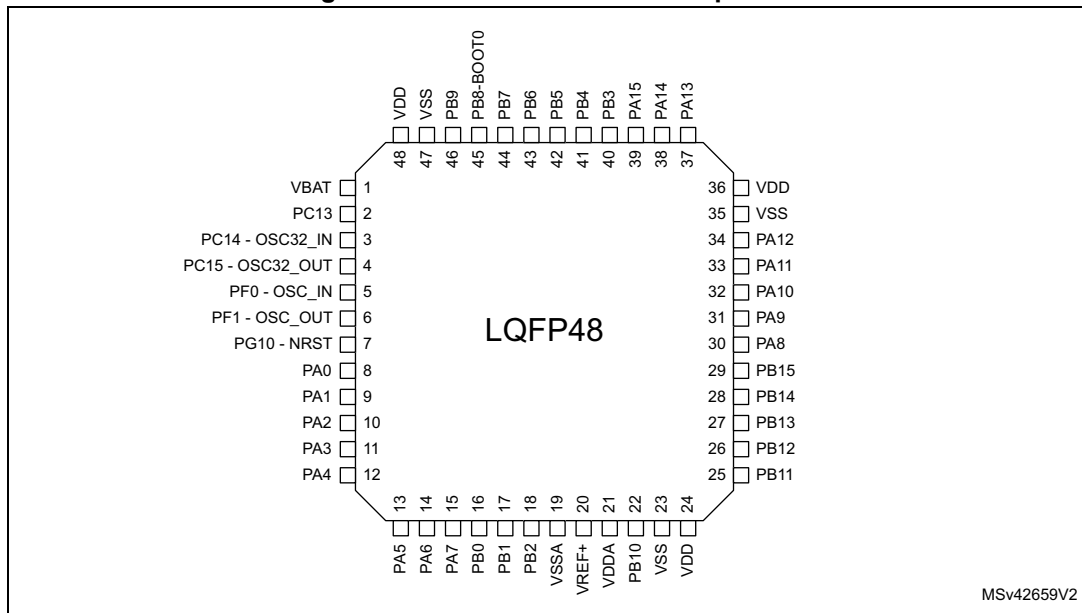 VDD
VSS
PB9
PB8-BOOT0
PB7
PB6
PB5
PB4
PB3
PA15
PA14
PA13
48
47
46
45
44
43
42
41
40
39
38
37
VBAT 1
PC13 2
PC14 - OSC32_IN 3
PC15 - OSC32_OUT 4
PF0 - OSC_IN 5
PF1 - OSC_OUT 6
PG10 - NRST 7
PA0 8
PA1 9
PA2 10
PA3 11
PA4 12
LQFP48
36 VDD
35 VSS
34 PA12
33 PA11
32 PA10
31 PA9
30 PA8
29 PB15
28 PB14
27 PB13
26 PB12
25 PB11
13
14
15
16
17
18
19
20
21
22
23
24
PA5
PA6
PA7
PB0
PB1
PB2
VSSA
VREF+
VDDA
PB10
VSS
VDD
MSv42659V2